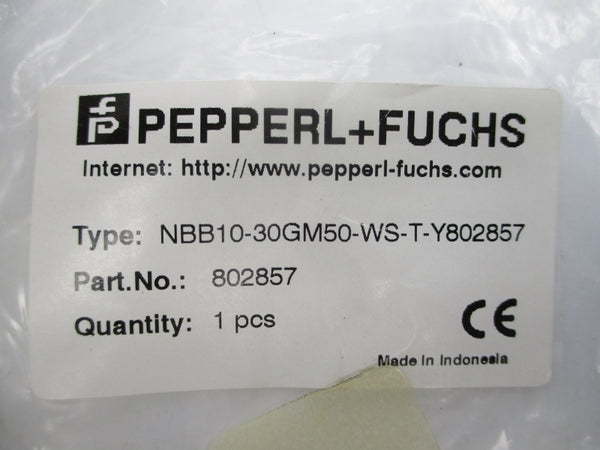 PEPPERL+FUCHS
Internet: http://www.pepperl-fuchs.com
Type: NBB10-30GM50-WS-T-Y802857
Part.No.: 802857
Quantity: 1 pcs
CE
Made In Indonesia